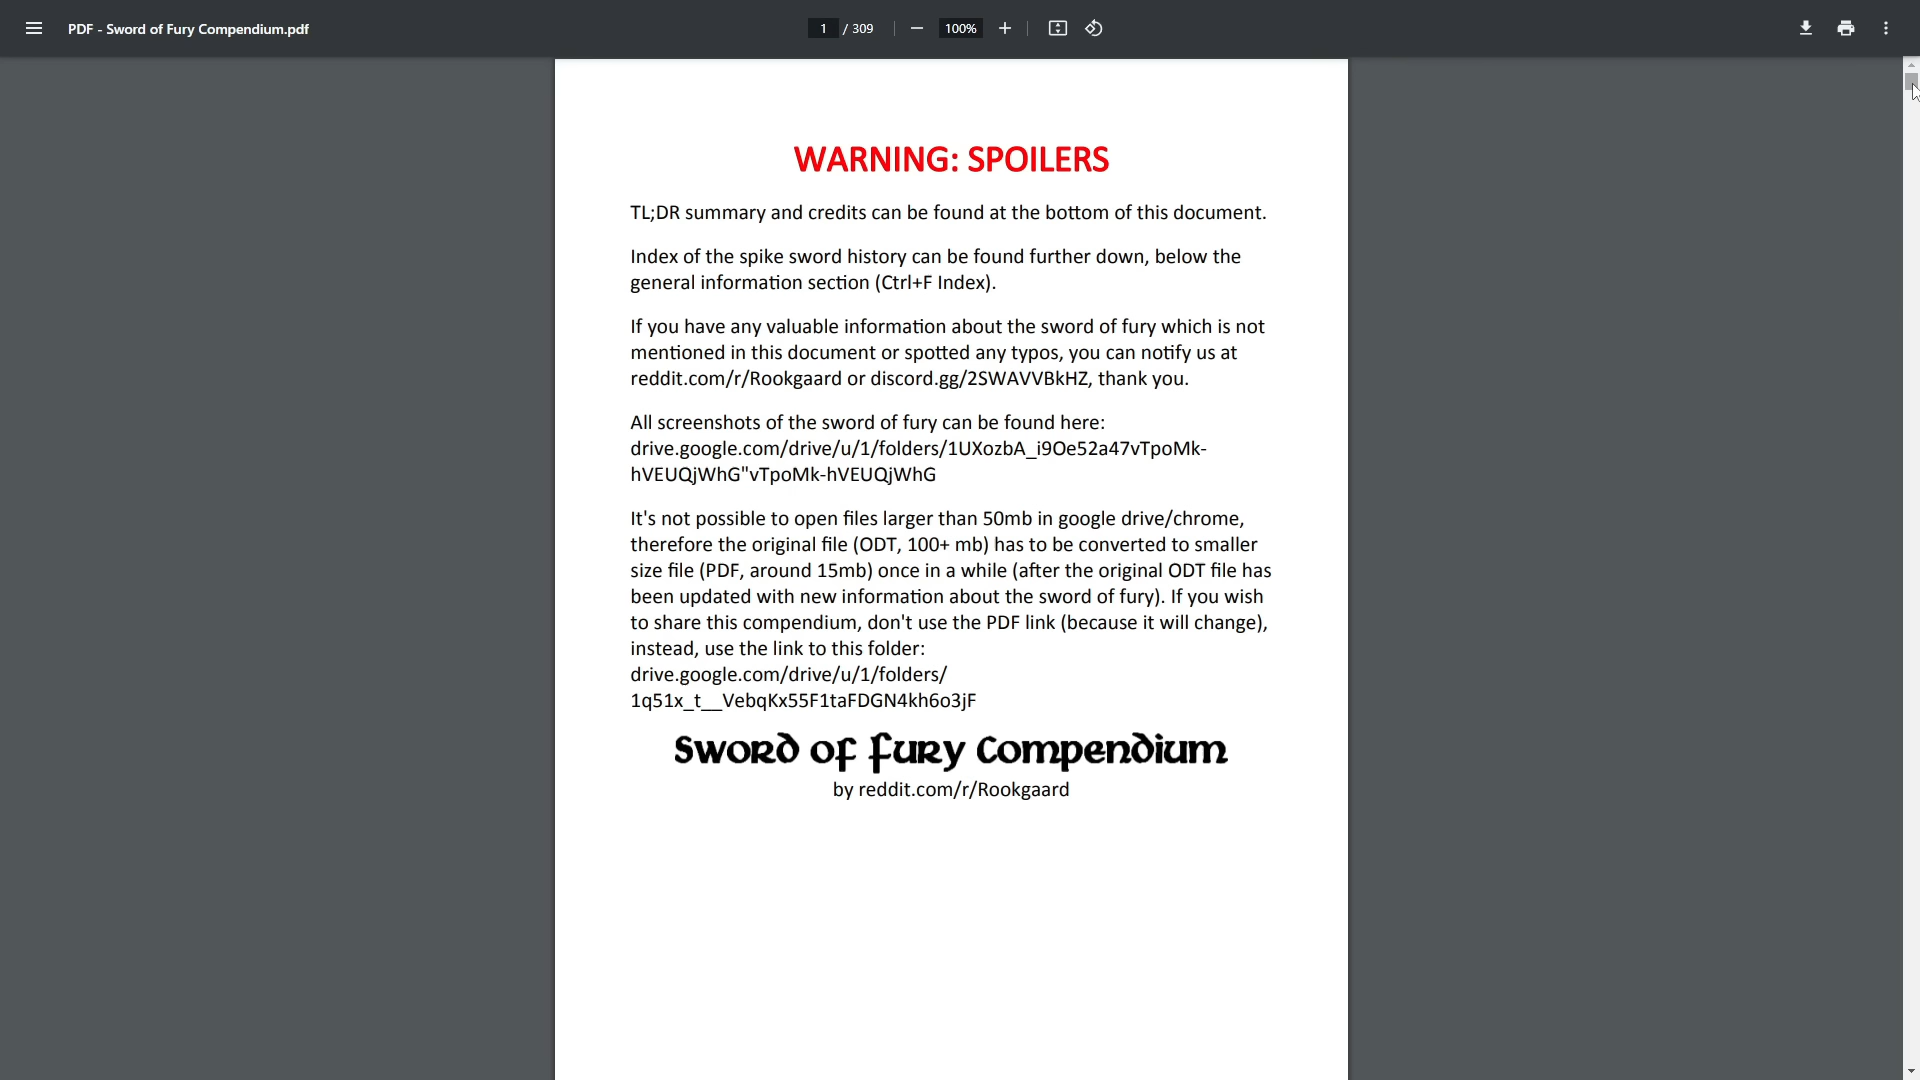 PDF - Sword of Fury Compendium.pdf
1 / 309
100%
WARNING: SPOILERS
TL;DR summary and credits can be found at the bottom of this document.
Index of the spike sword history can be found further down, below the
general information section (Ctrl+F Index).
If you have any valuable information about the sword of fury which is not
mentioned in this document or spotted any typos, you can notify us at
reddit.com/r/Rookgaard or discord.gg/2SWAVVBkHZ, thank you.
All screenshots of the sword of fury can be found here:
drive.google.com/drive/u/1/folders/1UXozbA_i9Oe52a47vTpoMk-
hVEUQjWhG"vTpoMk-hVEUQjWhG
It's not possible to open files larger than 50mb in google drive/chrome,
therefore the original file (ODT, 100+ mb) has to be converted to smaller
size file (PDF, around 15mb) once in a while (after the original ODT file has
been updated with new information about the sword of fury). If you wish
to share this compendium, don't use the PDF link (because it will change),
instead, use the link to this folder:
drive.google.com/drive/u/1/folders/
1q51x_t__VebqKx55F1taFDGN4kh6o3jF
Sword of Fury Compendium
by reddit.com/r/Rookgaard